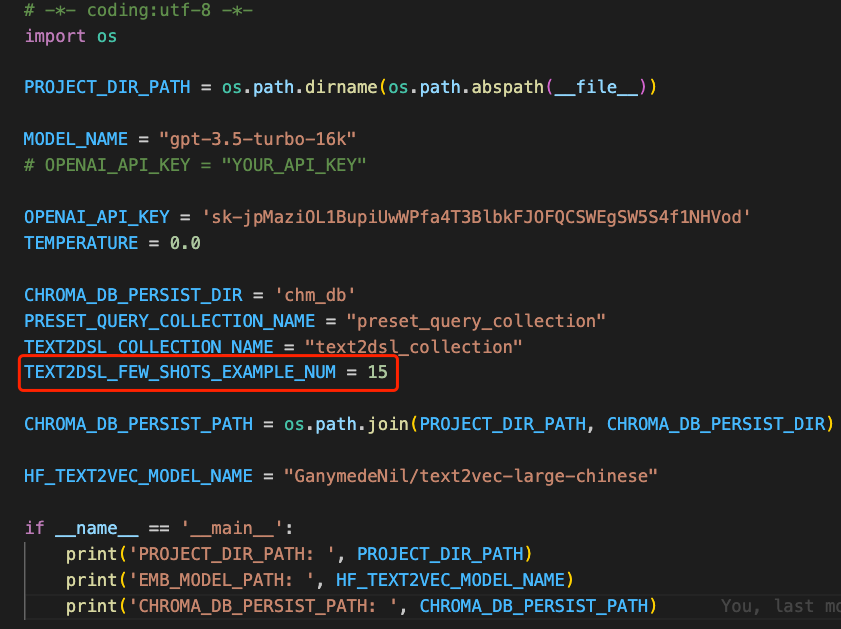 # -*- coding:utf-8 -*-
import os
PROJECT_DIR_PATH = os.path.dirname(os.path.abspath(__file__))
MODEL_NAME = "gpt-3.5-turbo-16k"
# OPENAI_API_KEY = "YOUR_API_KEY"
OPENAI_API_KEY = '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'
TEMPERATURE = 0.0
CHROMA_DB_PERSIST_DIR = 'chm_db'
PRESET_QUERY_COLLECTION_NAME = "preset_query_collection"
TEXT2DSL_COLLECTION_NAME = "text2dsl_collection"
TEXT2DSL_FEW_SHOTS_EXAMPLE_NUM = 15
CHROMA_DB_PERSIST_PATH = os.path.join(PROJECT_DIR_PATH, CHROMA_DB_PERSIST_DIR)
HF_TEXT2VEC_MODEL_NAME = "GanymedeNil/text2vec-large-chinese"
if __name__ == '__main__':
    print('PROJECT_DIR_PATH: ', PROJECT_DIR_PATH)
    print('EMB_MODEL_PATH: ', HF_TEXT2VEC_MODEL_NAME)
    print('CHROMA_DB_PERSIST_PATH: ', CHROMA_DB_PERSIST_PATH) You, last mo